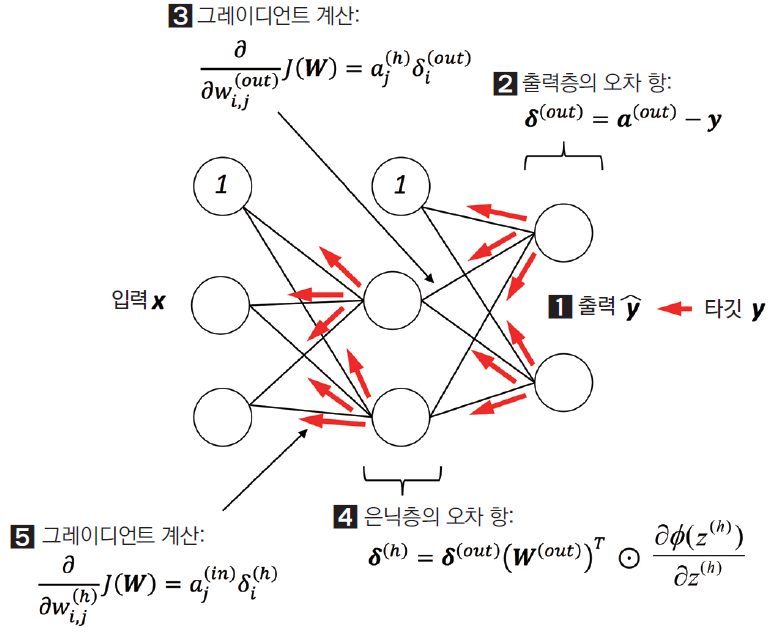 3 그레이디언트 계산:
∂/∂w_{i,j}^{(out)} J(W) = a_j^{(h)} δ_i^{(out)}
2 출력층의 오차 항:
δ^{(out)} = a^{(out)} − y
1
1
입력 x
1 출력 ŷ ← 타깃 y
4 은닉층의 오차 항:
δ^{(h)} = δ^{(out)}(W^{(out)})^T ⊙ ∂ϕ(z^{(h)})/∂z^{(h)}
5 그레이디언트 계산:
∂/∂w_{i,j}^{(h)} J(W) = a_j^{(in)} δ_i^{(h)}